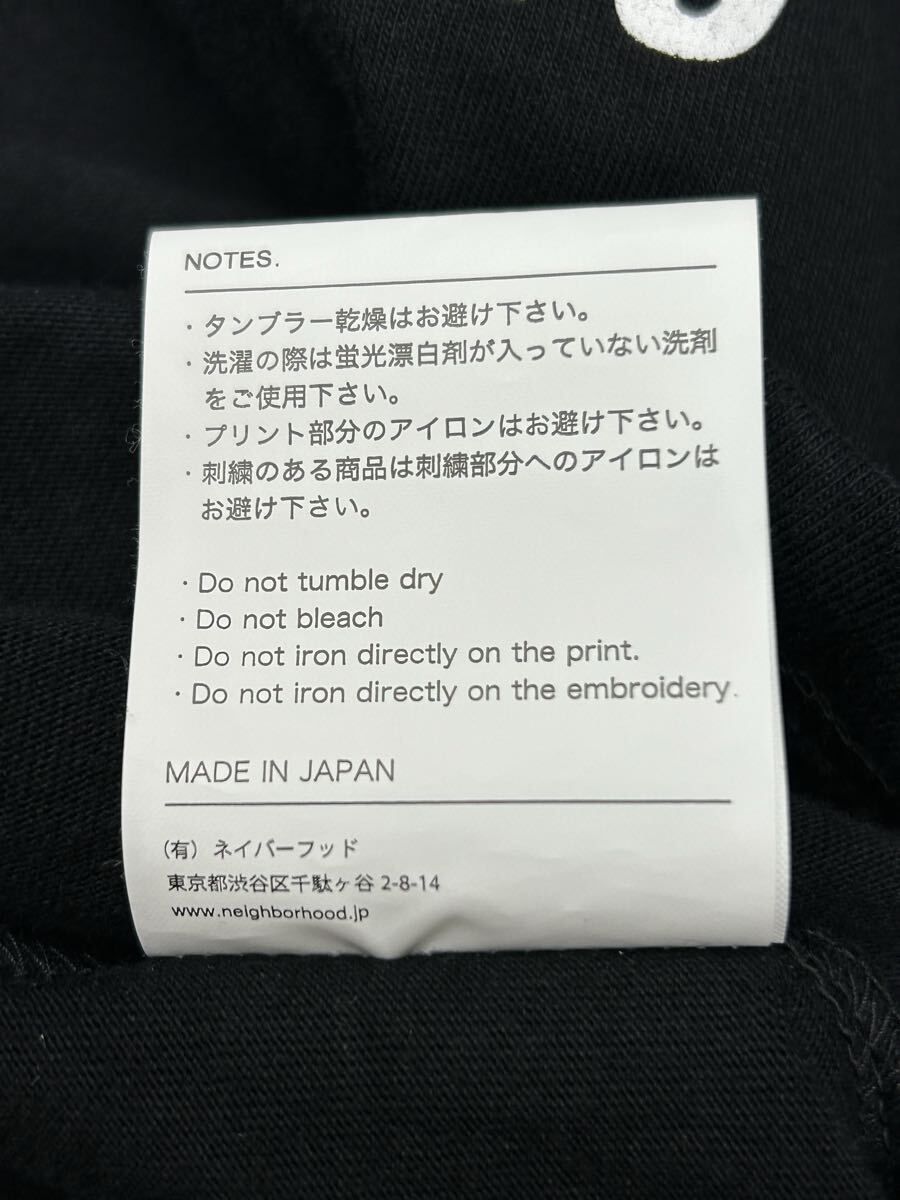 NOTES.
・タンブラー乾燥はお避け下さい。
・洗濯の際は蛍光漂白剤が入っていない洗剤
をご使用下さい。
・プリント部分のアイロンはお避け下さい。
・刺繍のある商品は刺繍部分へのアイロンは
お避け下さい。
・Do not tumble dry
・Do not bleach
・Do not iron directly on the print.
・Do not iron directly on the embroidery.
MADE IN JAPAN
(有) ネイバーフッド
東京都渋谷区千駄ヶ谷 2-8-14
www.neighborhood.jp